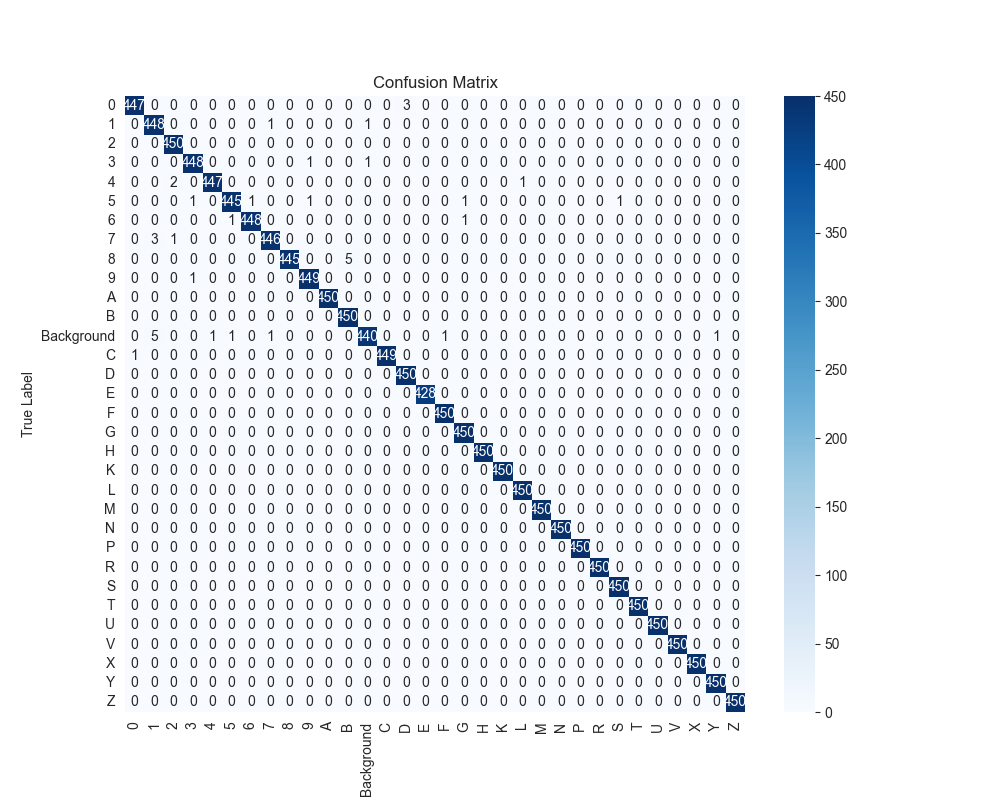 Confusion Matrix
True Label
0 447 0 0 0 0 0 0 0 0 0 0 0 0 0 3 0 0 0 0 0 0 0 0 0 0 0 0 0 0 0 0 0
1 0 448 0 0 0 0 0 1 0 0 0 0 1 0 0 0 0 0 0 0 0 0 0 0 0 0 0 0 0 0 0 0
2 0 0 450 0 0 0 0 0 0 0 0 0 0 0 0 0 0 0 0 0 0 0 0 0 0 0 0 0 0 0 0 0
3 0 0 0 448 0 0 0 0 0 1 0 0 1 0 0 0 0 0 0 0 0 0 0 0 0 0 0 0 0 0 0 0
4 0 0 2 0 447 0 0 0 0 0 0 0 0 0 0 0 0 0 0 0 1 0 0 0 0 0 0 0 0 0 0 0
5 0 0 0 1 0 445 1 0 0 1 0 0 0 0 0 0 0 1 0 0 0 0 0 0 0 1 0 0 0 0 0 0
6 0 0 0 0 0 1 448 0 0 0 0 0 0 0 0 0 0 1 0 0 0 0 0 0 0 0 0 0 0 0 0 0
7 0 3 1 0 0 0 0 446 0 0 0 0 0 0 0 0 0 0 0 0 0 0 0 0 0 0 0 0 0 0 0 0
8 0 0 0 0 0 0 0 0 445 0 0 5 0 0 0 0 0 0 0 0 0 0 0 0 0 0 0 0 0 0 0 0
9 0 0 0 1 0 0 0 0 0 449 0 0 0 0 0 0 0 0 0 0 0 0 0 0 0 0 0 0 0 0 0 0
A 0 0 0 0 0 0 0 0 0 0 450 0 0 0 0 0 0 0 0 0 0 0 0 0 0 0 0 0 0 0 0 0
B 0 0 0 0 0 0 0 0 0 0 0 450 0 0 0 0 0 0 0 0 0 0 0 0 0 0 0 0 0 0 0 0
Background 0 5 0 0 1 1 0 1 0 0 0 0 440 0 0 0 1 0 0 0 0 0 0 0 0 0 0 0 0 0 1 0
C 1 0 0 0 0 0 0 0 0 0 0 0 0 449 0 0 0 0 0 0 0 0 0 0 0 0 0 0 0 0 0 0
D 0 0 0 0 0 0 0 0 0 0 0 0 0 0 450 0 0 0 0 0 0 0 0 0 0 0 0 0 0 0 0 0
E 0 0 0 0 0 0 0 0 0 0 0 0 0 0 0 428 0 0 0 0 0 0 0 0 0 0 0 0 0 0 0 0
F 0 0 0 0 0 0 0 0 0 0 0 0 0 0 0 0 450 0 0 0 0 0 0 0 0 0 0 0 0 0 0 0
G 0 0 0 0 0 0 0 0 0 0 0 0 0 0 0 0 0 450 0 0 0 0 0 0 0 0 0 0 0 0 0 0
H 0 0 0 0 0 0 0 0 0 0 0 0 0 0 0 0 0 0 450 0 0 0 0 0 0 0 0 0 0 0 0 0
K 0 0 0 0 0 0 0 0 0 0 0 0 0 0 0 0 0 0 0 450 0 0 0 0 0 0 0 0 0 0 0 0
L 0 0 0 0 0 0 0 0 0 0 0 0 0 0 0 0 0 0 0 0 450 0 0 0 0 0 0 0 0 0 0 0
M 0 0 0 0 0 0 0 0 0 0 0 0 0 0 0 0 0 0 0 0 0 450 0 0 0 0 0 0 0 0 0 0
N 0 0 0 0 0 0 0 0 0 0 0 0 0 0 0 0 0 0 0 0 0 0 450 0 0 0 0 0 0 0 0 0
P 0 0 0 0 0 0 0 0 0 0 0 0 0 0 0 0 0 0 0 0 0 0 0 450 0 0 0 0 0 0 0 0
R 0 0 0 0 0 0 0 0 0 0 0 0 0 0 0 0 0 0 0 0 0 0 0 0 450 0 0 0 0 0 0 0
S 0 0 0 0 0 0 0 0 0 0 0 0 0 0 0 0 0 0 0 0 0 0 0 0 0 450 0 0 0 0 0 0
T 0 0 0 0 0 0 0 0 0 0 0 0 0 0 0 0 0 0 0 0 0 0 0 0 0 0 450 0 0 0 0 0
U 0 0 0 0 0 0 0 0 0 0 0 0 0 0 0 0 0 0 0 0 0 0 0 0 0 0 0 450 0 0 0 0
V 0 0 0 0 0 0 0 0 0 0 0 0 0 0 0 0 0 0 0 0 0 0 0 0 0 0 0 0 450 0 0 0
X 0 0 0 0 0 0 0 0 0 0 0 0 0 0 0 0 0 0 0 0 0 0 0 0 0 0 0 0 0 450 0 0
Y 0 0 0 0 0 0 0 0 0 0 0 0 0 0 0 0 0 0 0 0 0 0 0 0 0 0 0 0 0 0 450 0
Z 0 0 0 0 0 0 0 0 0 0 0 0 0 0 0 0 0 0 0 0 0 0 0 0 0 0 0 0 0 0 0 450
0 1 2 3 4 5 6 7 8 9 A B Background C D E F G H K L M N P R S T U V X Y Z
450
400
350
300
250
200
150
100
50
0